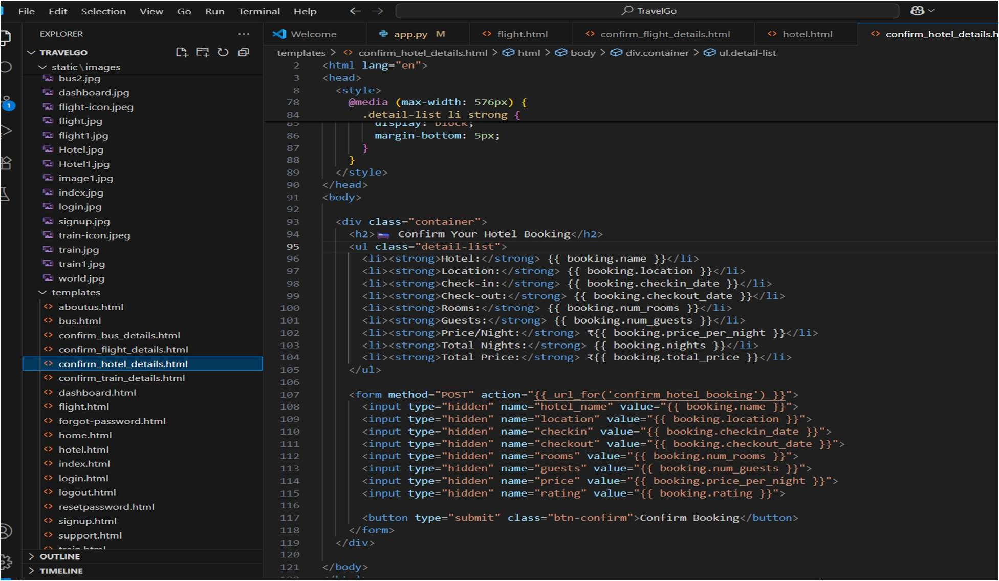 File Edit Selection View Go Run Terminal Help ← → TravelGo
EXPLORER ...
TRAVELGO
static\images
bus2.jpg
dashboard.jpg
flight-icon.jpeg
flight.jpg
flight1.jpg
Hotel.jpg
Hotel1.jpg
image1.jpg
index.jpg
login.jpg
signup.jpg
train-icon.jpeg
train.jpg
train1.jpg
world.jpg
templates
aboutus.html
bus.html
confirm_bus_details.html
confirm_flight_details.html
confirm_hotel_details.html
confirm_train_details.html
dashboard.html
flight.html
forgot-password.html
home.html
hotel.html
index.html
login.html
logout.html
resetpassword.html
signup.html
support.html
train.html
OUTLINE
TIMELINE
1
Welcome app.py M flight.html confirm_flight_details.html hotel.html confirm_hotel_details.h
templates > confirm_hotel_details.html > html > body > div.container > ul.detail-list
2 <html lang="en">
3 <head>
8 <style>
78 @media (max-width: 576px) {
84 .detail-list li strong {
85 display: block;
86 margin-bottom: 5px;
87 }
88 }
89 </style>
90 </head>
91 <body>
92
93 <div class="container">
94 <h2>🛏️ Confirm Your Hotel Booking</h2>
95 <ul class="detail-list">
96 <li><strong>Hotel:</strong> {{ booking.name }}</li>
97 <li><strong>Location:</strong> {{ booking.location }}</li>
98 <li><strong>Check-in:</strong> {{ booking.checkin_date }}</li>
99 <li><strong>Check-out:</strong> {{ booking.checkout_date }}</li>
100 <li><strong>Rooms:</strong> {{ booking.num_rooms }}</li>
101 <li><strong>Guests:</strong> {{ booking.num_guests }}</li>
102 <li><strong>Price/Night:</strong> ₹{{ booking.price_per_night }}</li>
103 <li><strong>Total Nights:</strong> {{ booking.nights }}</li>
104 <li><strong>Total Price:</strong> ₹{{ booking.total_price }}</li>
105 </ul>
106
107 <form method="POST" action="{{ url_for('confirm_hotel_booking') }}">
108 <input type="hidden" name="hotel_name" value="{{ booking.name }}">
109 <input type="hidden" name="location" value="{{ booking.location }}">
110 <input type="hidden" name="checkin" value="{{ booking.checkin_date }}">
111 <input type="hidden" name="checkout" value="{{ booking.checkout_date }}">
112 <input type="hidden" name="rooms" value="{{ booking.num_rooms }}">
113 <input type="hidden" name="guests" value="{{ booking.num_guests }}">
114 <input type="hidden" name="price" value="{{ booking.price_per_night }}">
115 <input type="hidden" name="rating" value="{{ booking.rating }}">
116
117 <button type="submit" class="btn-confirm">Confirm Booking</button>
118 </form>
119 </div>
120
121 </body>